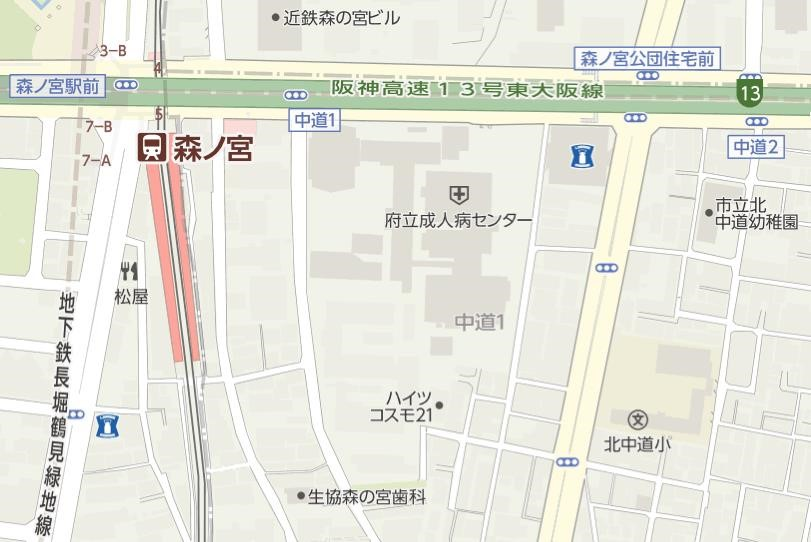 近鉄森の宮ビル
3-B
4
森ノ宮公団住宅前
森ノ宮駅前
阪神高速13号東大阪線
13
5
中道1
7-B
中道2
7-A
森ノ宮
府立成人病センター
市立北
中道幼稚園
松屋
地下鉄長堀鶴見緑地線
中道1
ハイツ
コスモ21
北中道小
文
生協森の宮歯科